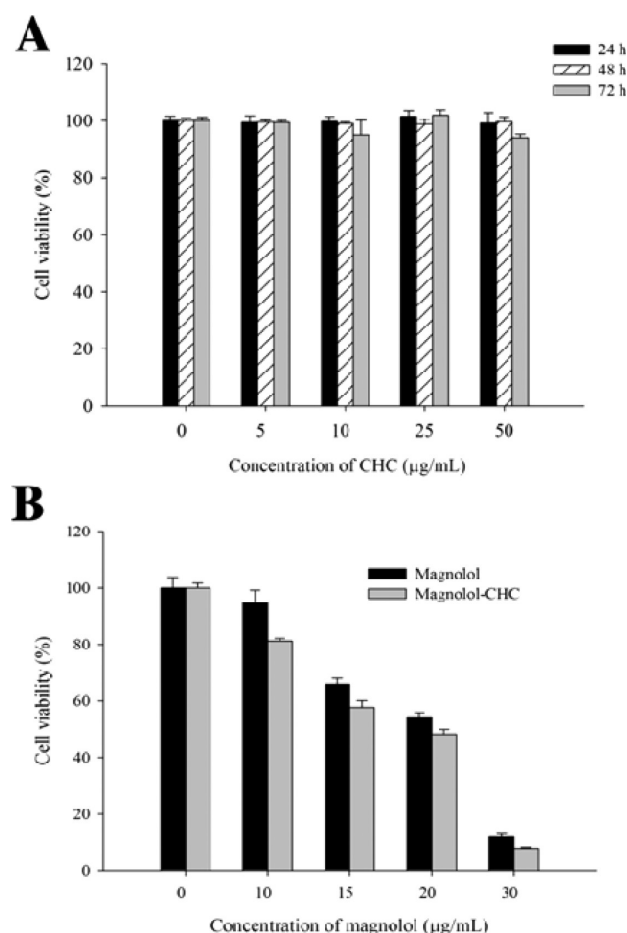 A
24 h
48 h
72 h
120
100
80
60
40
20
0
Cell viability (%)
0 5 10 25 50
Concentration of CHC (µg/mL)
B
120
100
80
60
40
20
0
Cell viability (%)
Magnolol
Magnolol-CHC
0 10 15 20 30
Concentration of magnolol (µg/mL)